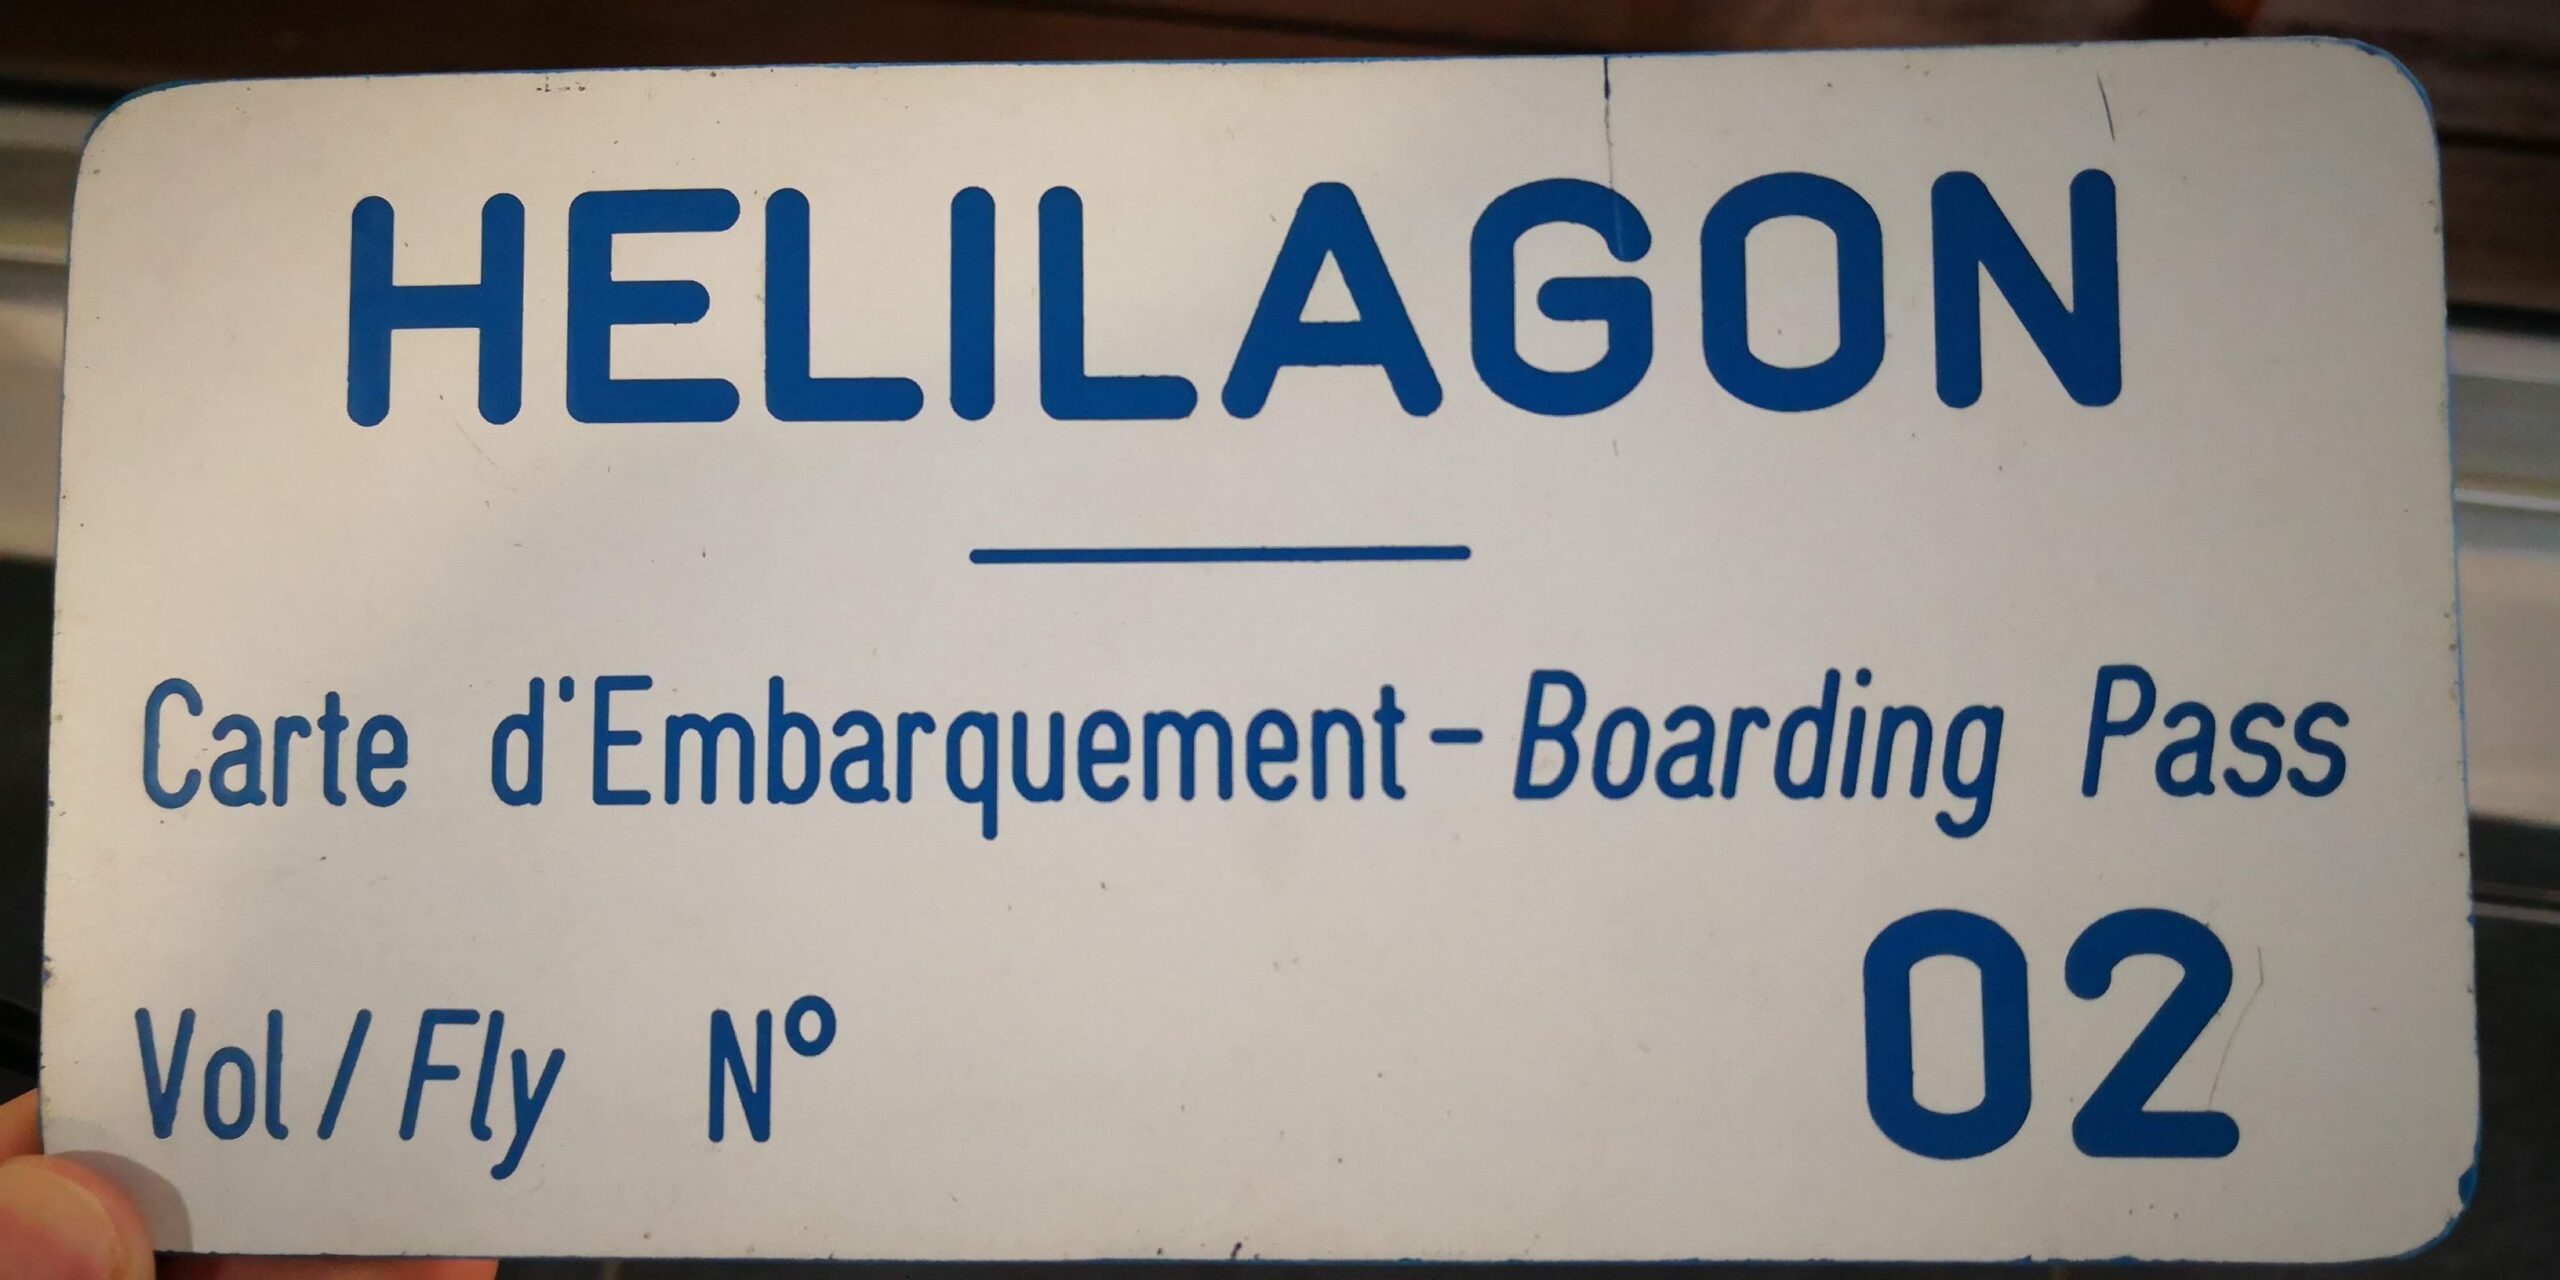 HELILAGON
Carte d'Embarquement - Boarding Pass
Vol / Fly N° 02